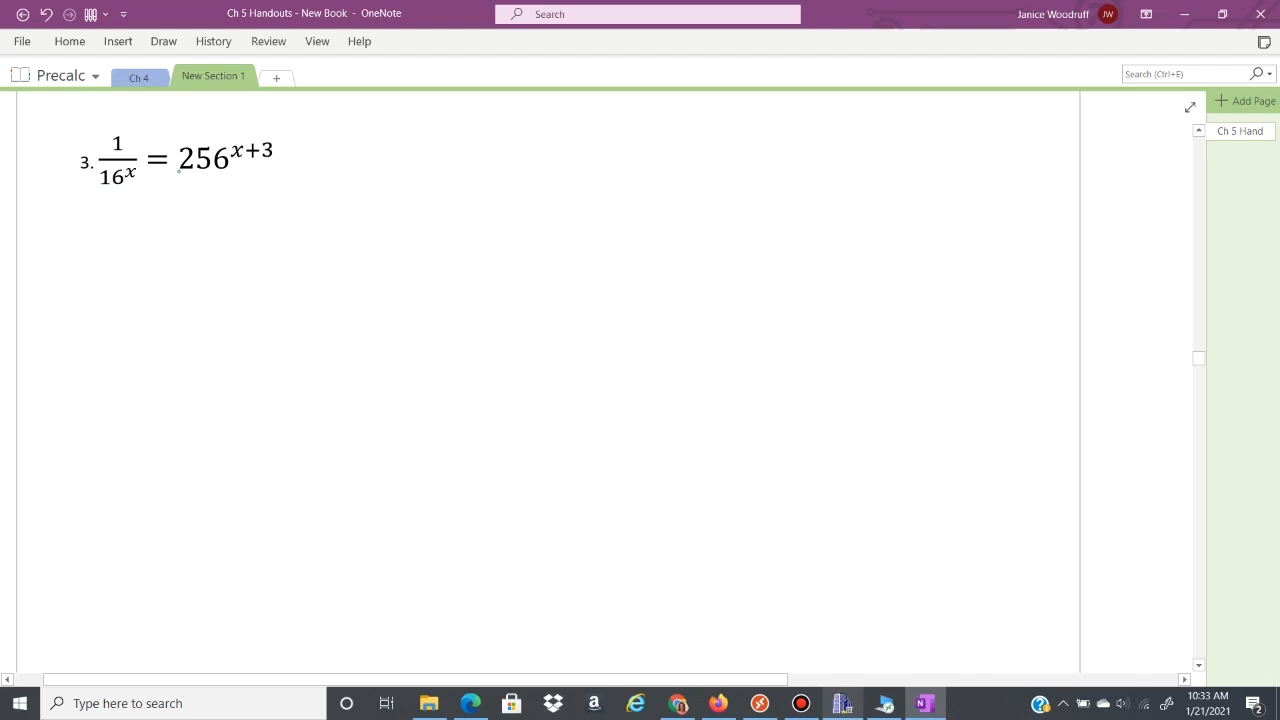 Ch 5 Handouts - New Book - OneNote
Search
Janice Woodruff JW
File Home Insert Draw History Review View Help
Precalc Ch 4 New Section 1 +
Search (Ctrl+E)
+ Add Page
Ch 5 Hand
3. 1/16^x = 256^{x+3}
Type here to search
10:33 AM
1/21/2021
2